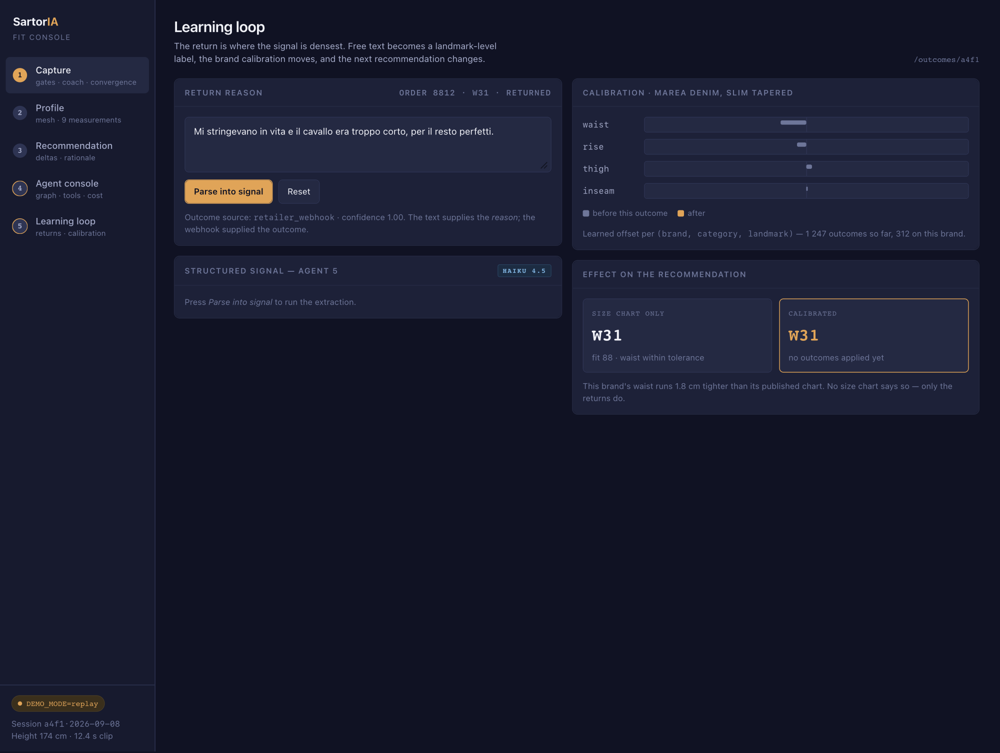 SartorIA
FIT CONSOLE
1
Capture
gates · coach · convergence
2
Profile
mesh · 9 measurements
3
Recommendation
deltas · rationale
4
Agent console
graph · tools · cost
5
Learning loop
returns · calibration
DEMO_MODE=replay
Session a4f1·2026-09-08
Height 174 cm · 12.4 s clip
Learning loop
The return is where the signal is densest. Free text becomes a landmark-level
label, the brand calibration moves, and the next recommendation changes.
/outcomes/a4f1
RETURN REASON
ORDER 8812 · W31 · RETURNED
Mi stringevano in vita e il cavallo era troppo corto, per il resto perfetti.
Parse into signal
Reset
Outcome source: retailer_webhook · confidence 1.00. The text supplies the reason; the
webhook supplied the outcome.
STRUCTURED SIGNAL — AGENT 5
HAIKU 4.5
Press Parse into signal to run the extraction.
CALIBRATION · MAREA DENIM, SLIM TAPERED
waist
rise
thigh
inseam
before this outcome
after
Learned offset per (brand, category, landmark) — 1 247 outcomes so far, 312 on this brand.
EFFECT ON THE RECOMMENDATION
SIZE CHART ONLY
W31
fit 88 · waist within tolerance
CALIBRATED
W31
no outcomes applied yet
This brand's waist runs 1.8 cm tighter than its published chart. No size chart says so — only the
returns do.